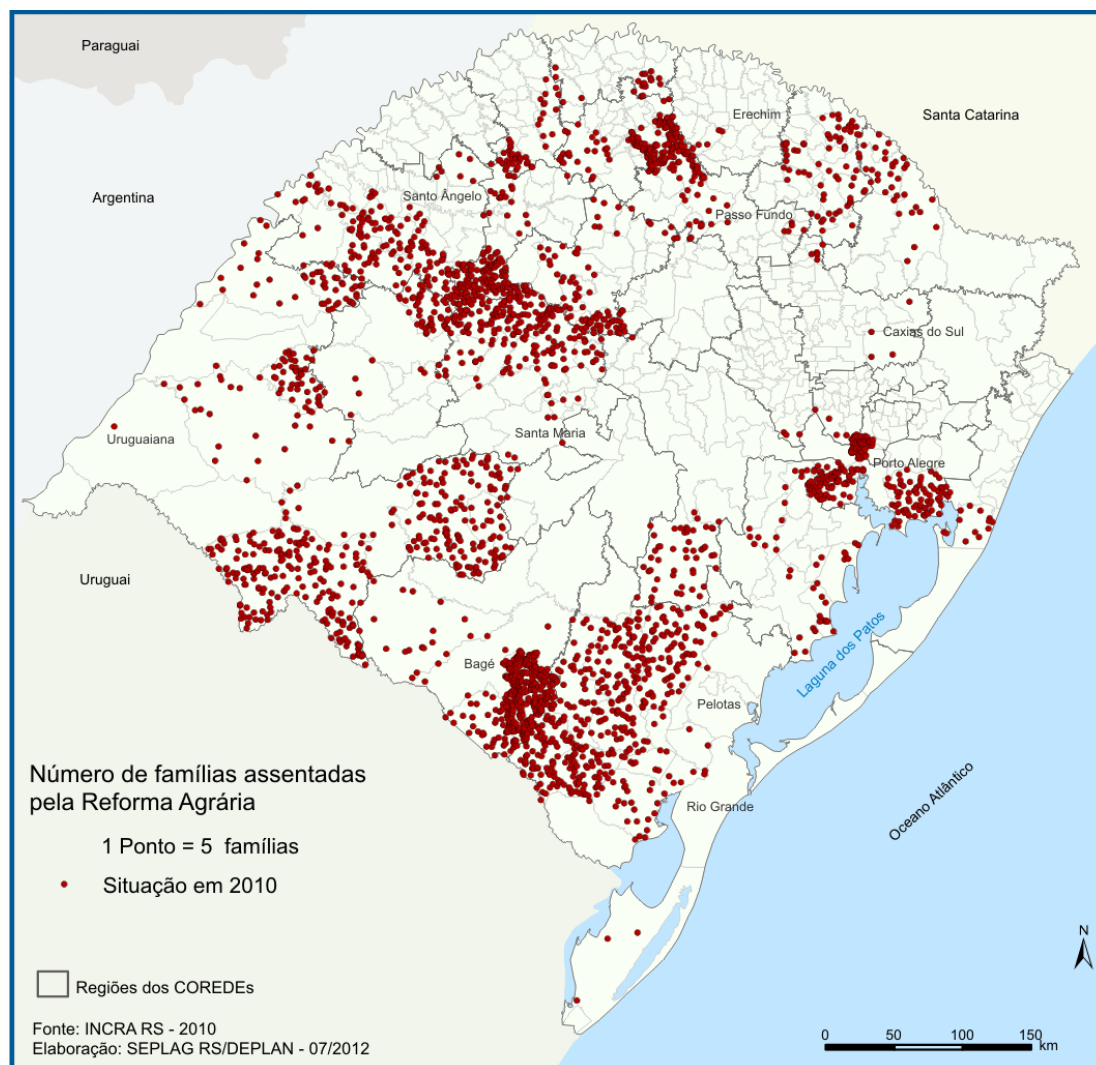 Paraguai
Santa Catarina
Erechim
Argentina
Santo Ângelo
Passo Fundo
Caxias do Sul
Uruguaiana
Santa Maria
Porto Alegre
Uruguai
Laguna dos Patos
Bagé
Pelotas
Rio Grande
Oceano Atlântico
Número de famílias assentadas
pela Reforma Agrária
1 Ponto = 5 famílias
Situação em 2010
Regiões dos COREDEs
Fonte: INCRA RS - 2010
Elaboração: SEPLAG RS/DEPLAN - 07/2012
N
0 50 100 150
km